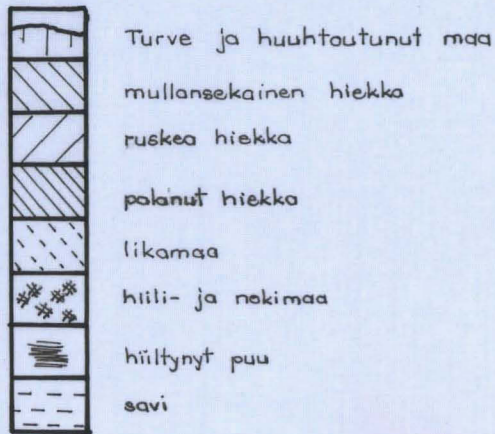 Turve ja huuhtoutunut maa
mullansekainen hiekka
ruskea hiekka
palanut hiekka
likamaa
hiili- ja nokimaa
hiiltynyt puu
savi